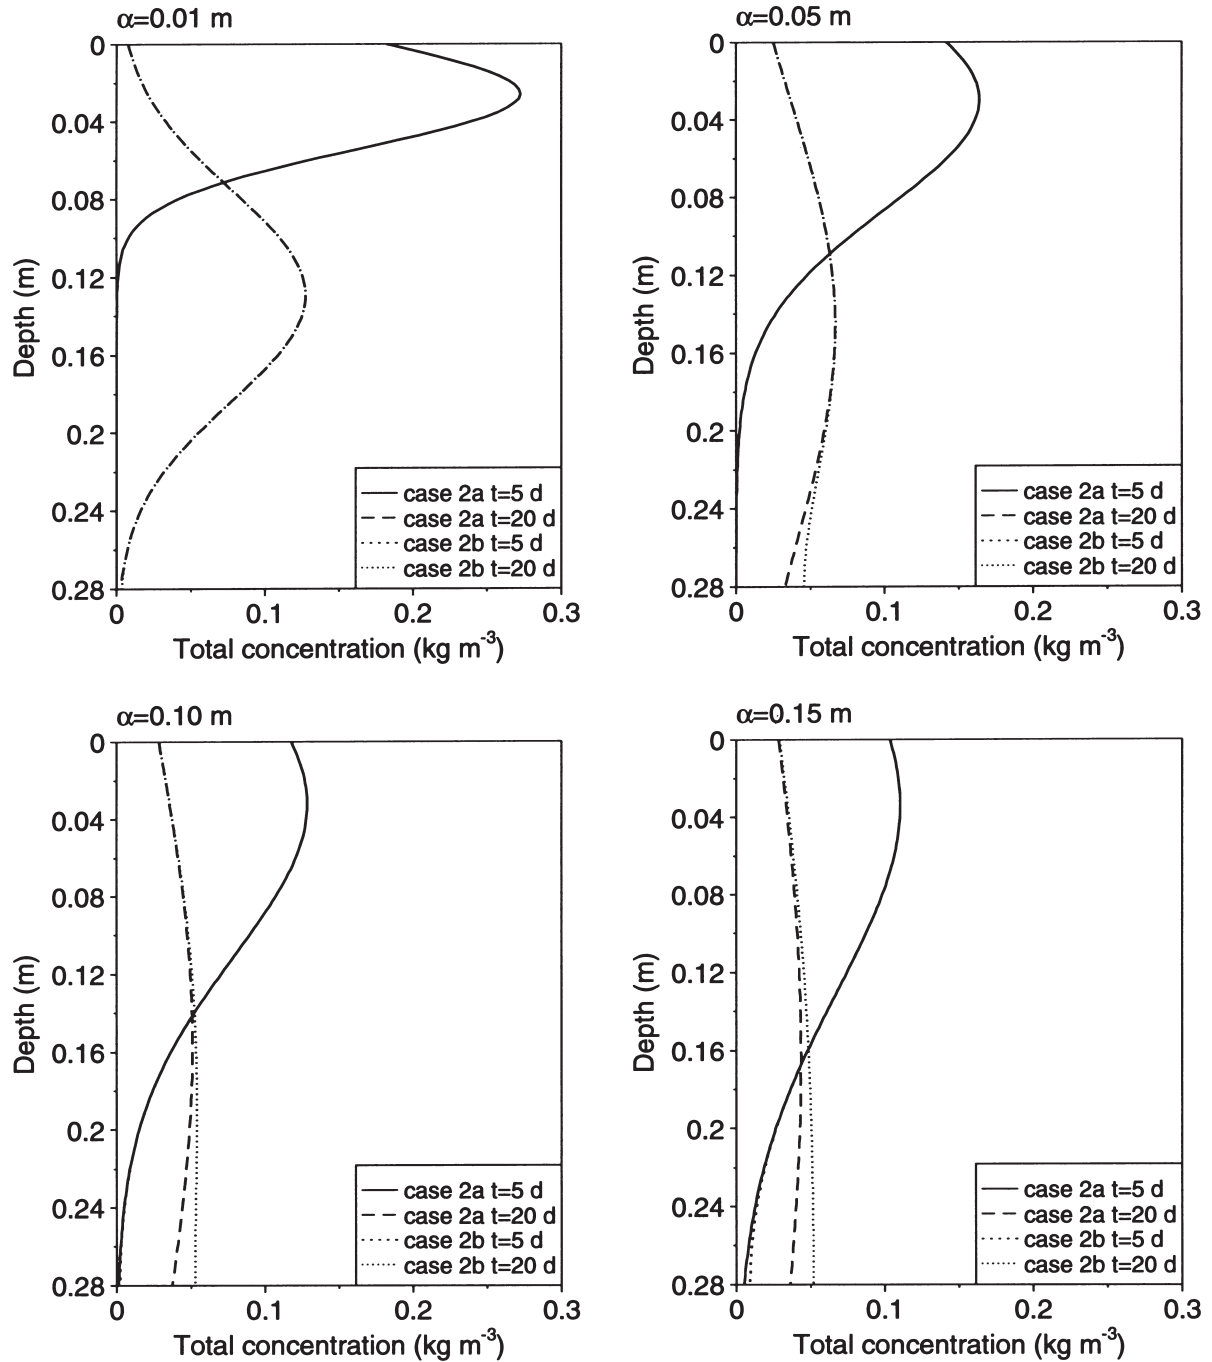 α=0.01 m
0
0.04
0.08
0.12
0.16
0.2
0.24
0.28
Depth (m)
case 2a t=5 d
case 2a t=20 d
case 2b t=5 d
case 2b t=20 d
0 0.1 0.2 0.3
Total concentration (kg m-3)
α=0.05 m
0
0.04
0.08
0.12
0.16
0.2
0.24
0.28
Depth (m)
case 2a t=5 d
case 2a t=20 d
case 2b t=5 d
case 2b t=20 d
0 0.1 0.2 0.3
Total concentration (kg m-3)
α=0.10 m
0
0.04
0.08
0.12
0.16
0.2
0.24
0.28
Depth (m)
case 2a t=5 d
case 2a t=20 d
case 2b t=5 d
case 2b t=20 d
0 0.1 0.2 0.3
Total concentration (kg m-3)
α=0.15 m
0
0.04
0.08
0.12
0.16
0.2
0.24
0.28
Depth (m)
case 2a t=5 d
case 2a t=20 d
case 2b t=5 d
case 2b t=20 d
0 0.1 0.2 0.3
Total concentration (kg m-3)